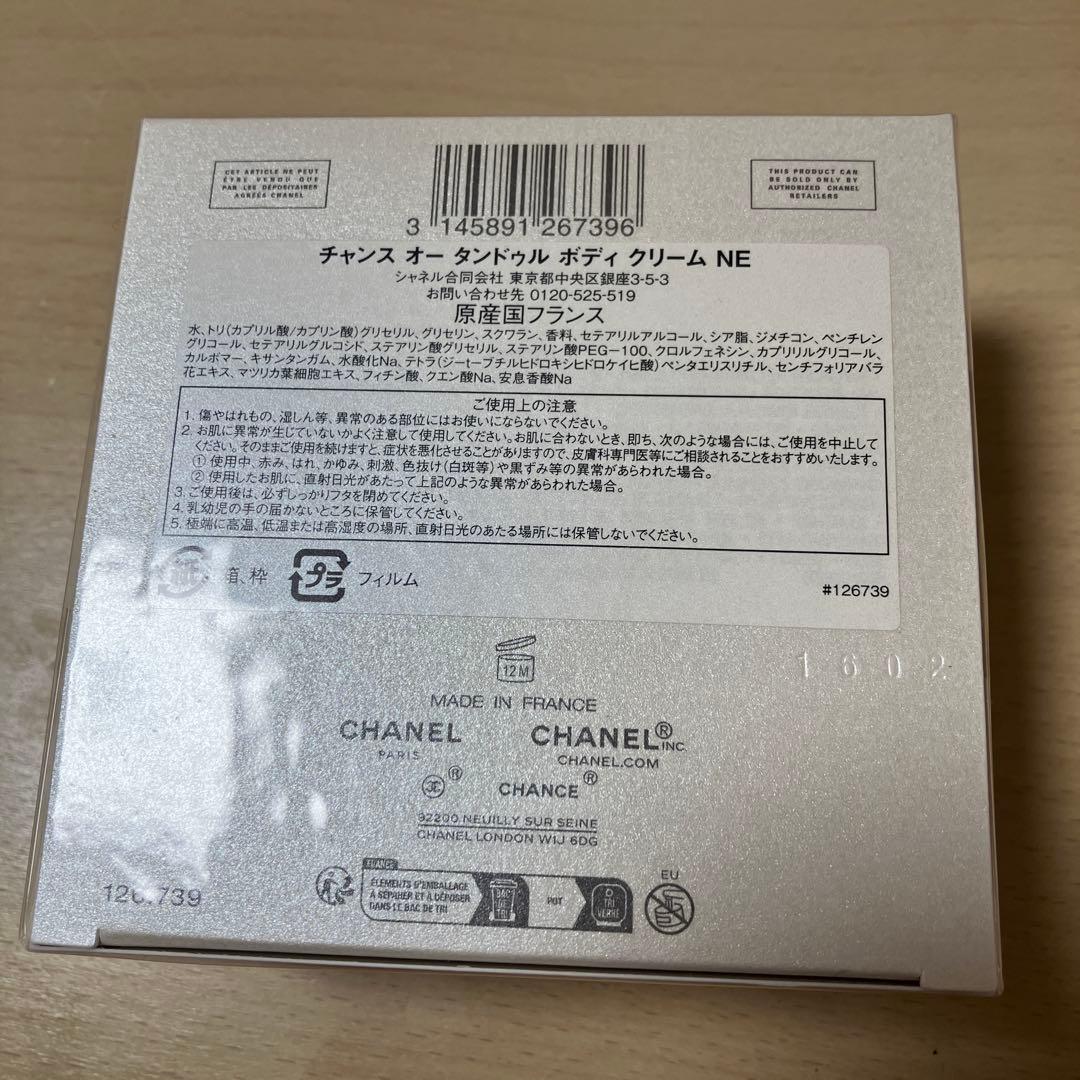 CET ARTICLE NE PEUT
ÊTRE VENDU QUE
PAR LES DÉPOSITAIRES
AGRÉÉS CHANEL
THIS PRODUCT CAN
BE SOLD ONLY BY
AUTHORIZED CHANEL
RETAILERS
3 145891 267396
チャンス オー タンドゥル ボディ クリーム NE
シャネル合同会社 東京都中央区銀座3-5-3
お問い合わせ先 0120-525-519
原産国フランス
水、トリ(カプリル酸/カプリン酸)グリセリル、グリセリン、スクワラン、香料、セテアリルアルコール、シア脂、ジメチコン、ペンチレン
グリコール、セテアリルグルコシド、ステアリン酸グリセリル、ステアリン酸PEG-100、クロルフェネシン、カプリリルグリコール、
カルボマー、キサンタンガム、水酸化Na、テトラ(ジ-t-ブチルヒドロキシヒドロケイヒ酸)ペンタエリスリチル、センチフォリアバラ
花エキス、マツリカ葉細胞エキス、フィチン酸、クエン酸Na、安息香酸Na
ご使用上の注意
1. 傷やはれもの、湿しん等、異常のある部位にはお使いにならないでください。
2. お肌に異常が生じていないかよく注意して使用してください。お肌に合わないとき、即ち、次のような場合には、ご使用を中止して
ください。そのままご使用を続けますと、症状を悪化させることがありますので、皮膚科専門医等にご相談されることをおすすめいたします。
① 使用中、赤み、はれ、かゆみ、刺激、色抜け(白斑等)や黒ずみ等の異常があらわれた場合。
② 使用したお肌に、直射日光があたって上記のような異常があらわれた場合。
3. ご使用後は、必ずしっかりフタを閉めてください。
4. 乳幼児の手の届かないところに保管してください。
5. 極端に高温、低温または高湿度の場所、直射日光のあたる場所には保管しないでください。
紙 箱、枠 プラ フィルム
#126739
12M
1602
MADE IN FRANCE
CHANEL
PARIS
CHANEL® INC.
CHANEL.COM
® CHANCE®
92200 NEUILLY SUR SEINE
CHANEL LONDON W1J 6DG
126.739
FRANCE
ÉLÉMENTS D'EMBALLAGE
À SÉPARER ET À DÉPOSER
DANS LE BAC DE TRI
BAC
DE
TRI
POT
TRI
VERRE
EU